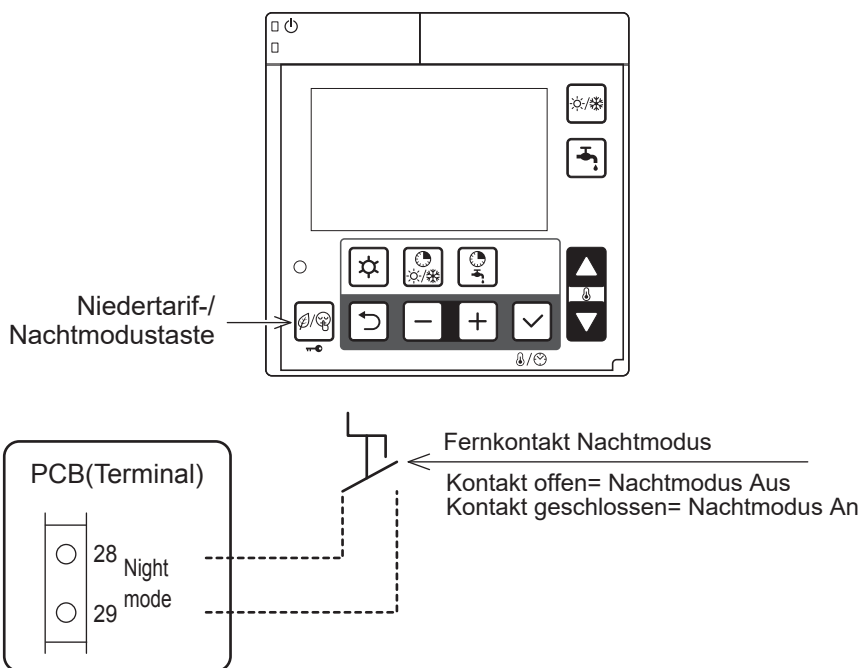 Niedertarif-/
Nachtmodustaste
Fernkontakt Nachtmodus
Kontakt offen= Nachtmodus Aus
Kontakt geschlossen= Nachtmodus An
PCB(Terminal)
28
Night
mode
29